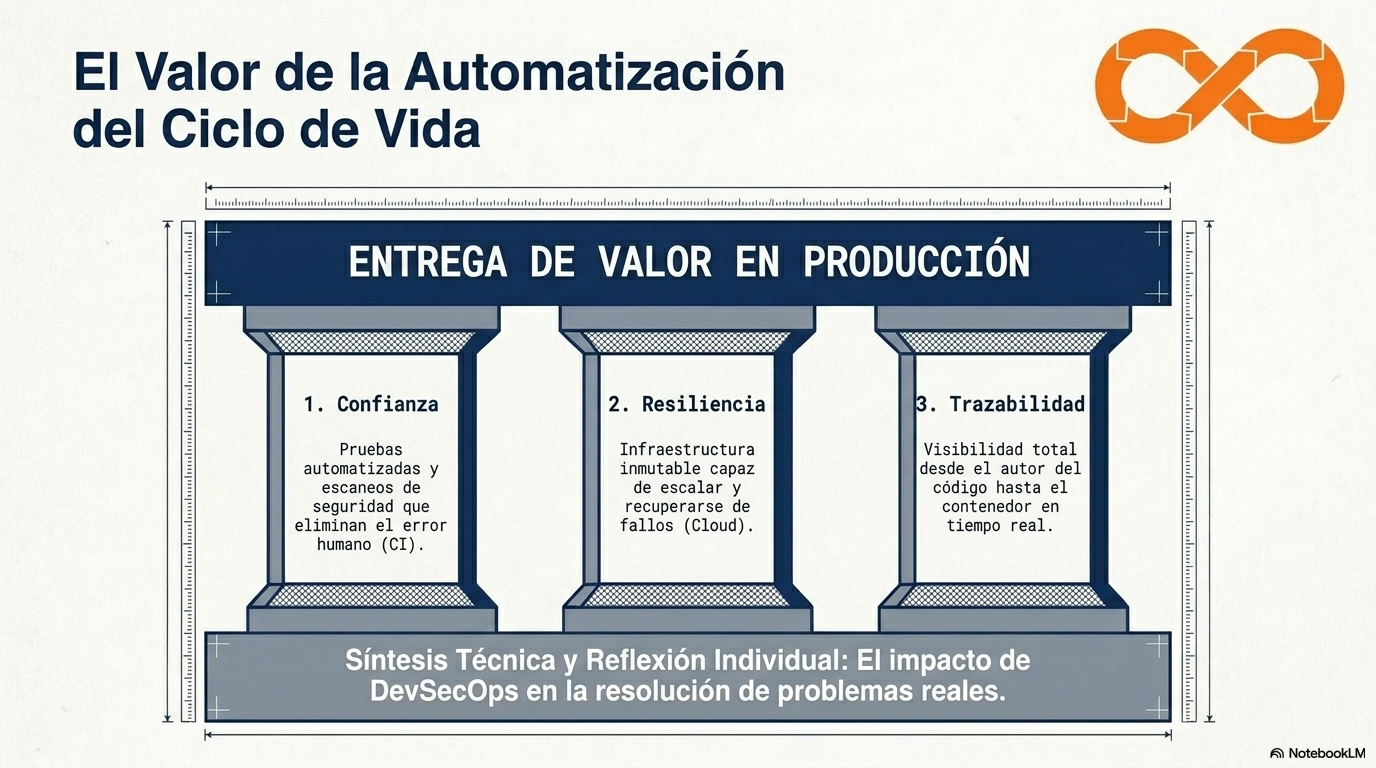 El Valor de la Automatización
del Ciclo de Vida
ENTREGA DE VALOR EN PRODUCCIÓN
1. Confianza
Pruebas
automatizadas y
escaneos de
seguridad que
eliminan el error
humano (CI).
2. Resiliencia
Infraestructura
inmutable capaz
de escalar y
recuperarse de
fallos (Cloud).
3. Trazabilidad
Visibilidad total
desde el autor del
código hasta el
contenedor en
tiempo real.
Síntesis Técnica y Reflexión Individual: El impacto de
DevSecOps en la resolución de problemas reales.
NotebookLM